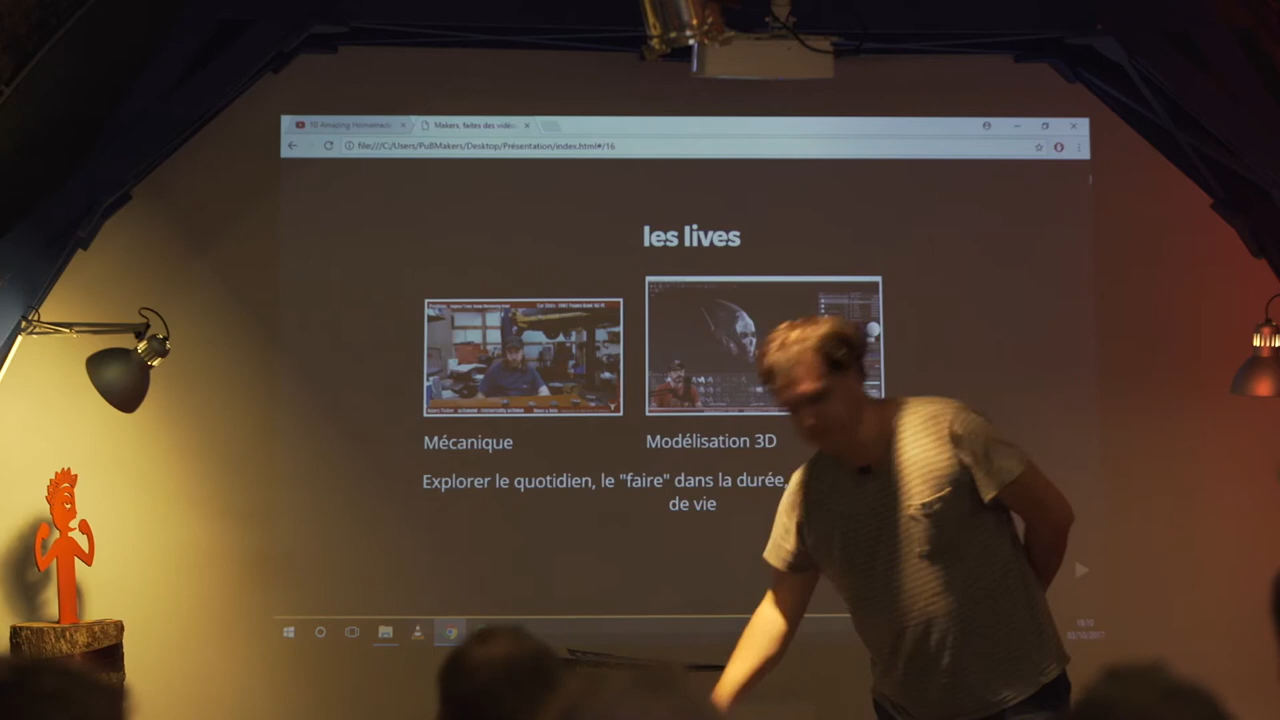 10 Amazing Homemade
Makers, faites des vidéo
file:///C:/Users/PuBMakers/Desktop/Présentation/index.html#/16
les lives
Mécanique
Modélisation 3D
Explorer le quotidien, le "faire" dans la durée,
de vie